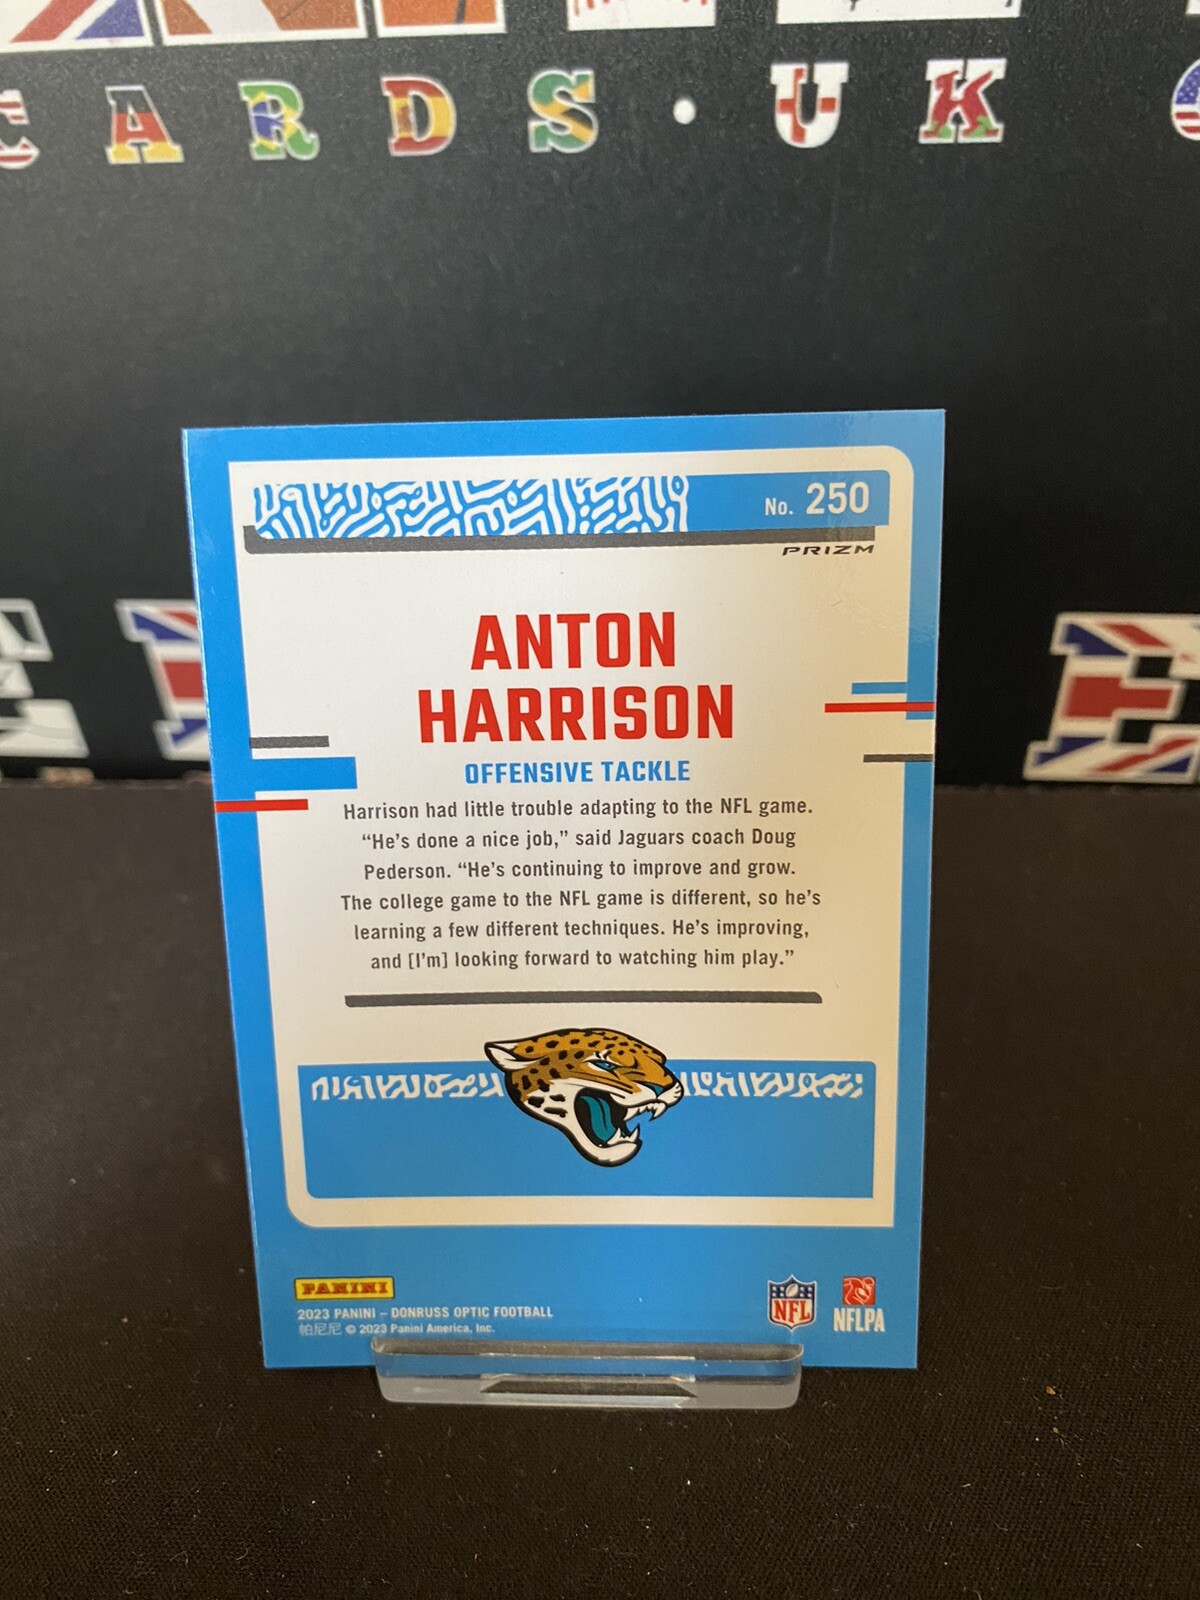 CARDS·UK
No. 250
PRIZM
ANTON
HARRISON
OFFENSIVE TACKLE
Harrison had little trouble adapting to the NFL game.
“He's done a nice job,” said Jaguars coach Doug
Pederson. “He's continuing to improve and grow.
The college game to the NFL game is different, so he's
learning a few different techniques. He's improving,
and [I'm] looking forward to watching him play.”
PANINI
2023 PANINI – DONRUSS OPTIC FOOTBALL
帕尼尼 © 2023 Panini America, Inc.
NFL
NFLPA